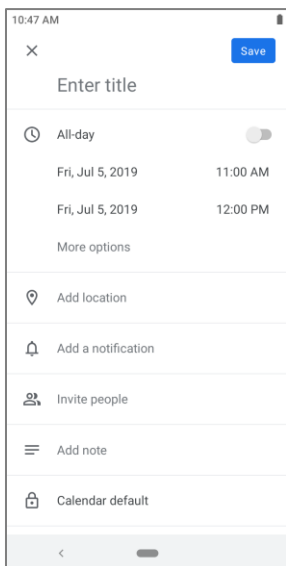 10:47 AM
Save
Enter title
All-day
Fri, Jul 5, 2019 11:00 AM
Fri, Jul 5, 2019 12:00 PM
More options
Add location
Add a notification
Invite people
Add note
Calendar default